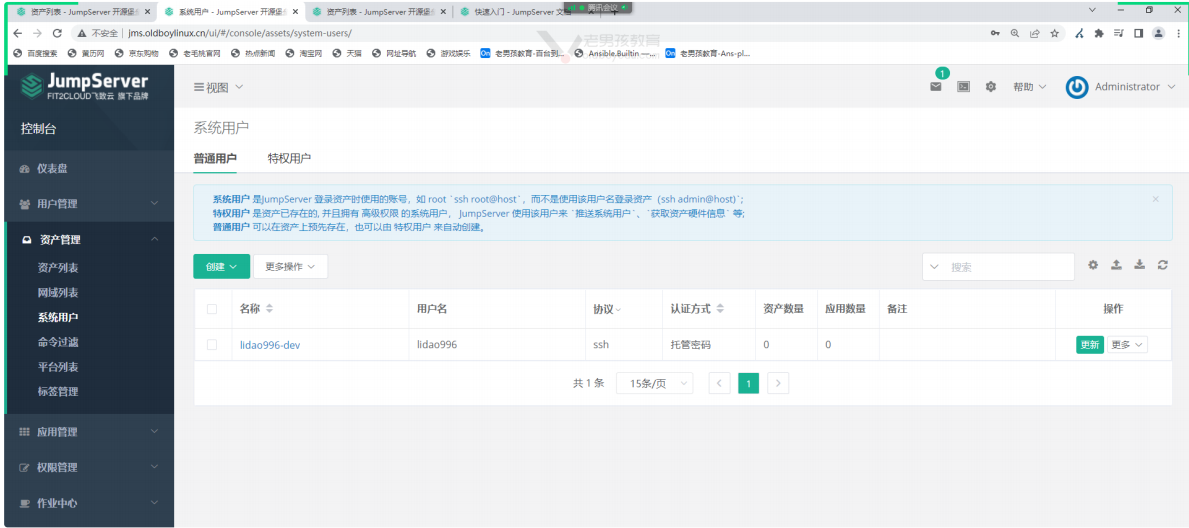 资产列表 - JumpServer 开源堡 系统用户 - JumpServer 开源堡 资产列表 - JumpServer 开源堡 快速入门 - JumpServer 文档 腾讯会议
不安全 | jms.oldboylinux.cn/ui/#/console/assets/system-users/
百度搜索 黄历网 京东购物 老毛桃官网 热点新闻 淘宝网 天猫 网址导航 游戏娱乐 老男孩教育-百台到... Ansible.Builtin —... 老男孩教育-Ans-pl...
老男孩教育
JumpServer
FIT2CLOUD飞致云 旗下品牌
视图
1
帮助
Administrator
控制台
仪表盘
用户管理
资产管理
资产列表
网域列表
系统用户
命令过滤
平台列表
标签管理
应用管理
权限管理
作业中心
系统用户
普通用户 特权用户
系统用户 是JumpServer 登录资产时使用的账号，如 root `ssh root@host`，而不是使用该用户名登录资产（ssh admin@host)`;
特权用户 是资产已存在的, 并且拥有 高级权限 的系统用户， JumpServer 使用该用户来 `推送系统用户`、`获取资产硬件信息` 等;
普通用户 可以在资产上预先存在，也可以由 特权用户 来自动创建。
创建 更多操作 搜索
名称 用户名 协议 认证方式 资产数量 应用数量 备注 操作
lidao996-dev lidao996 ssh 托管密码 0 0 更新 更多
共 1 条 15条/页 1